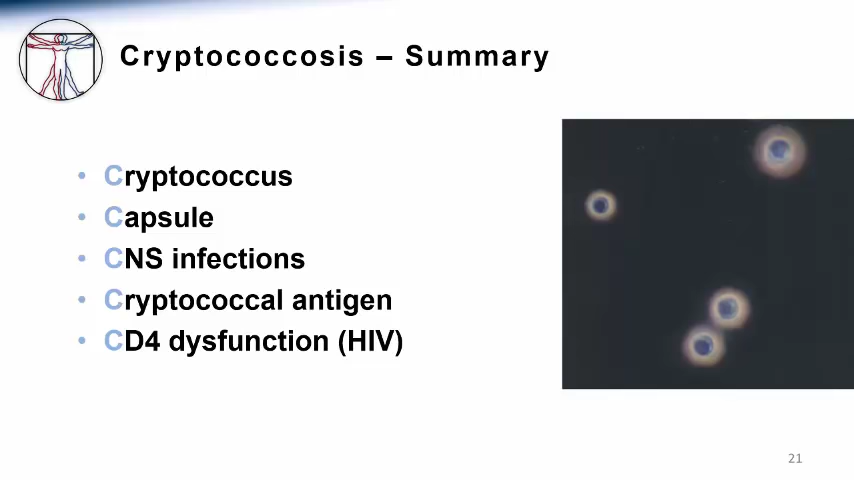 Cryptococcosis – Summary
• Cryptococcus
• Capsule
• CNS infections
• Cryptococcal antigen
• CD4 dysfunction (HIV)
21